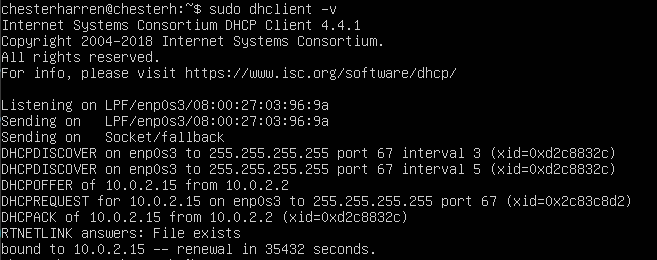 chesterharren@chesterh:~$ sudo dhclient -v
Internet Systems Consortium DHCP Client 4.4.1
Copyright 2004-2018 Internet Systems Consortium.
All rights reserved.
For info, please visit https://www.isc.org/software/dhcp/
Listening on LPF/enp0s3/08:00:27:03:96:9a
Sending on   LPF/enp0s3/08:00:27:03:96:9a
Sending on   Socket/fallback
DHCPDISCOVER on enp0s3 to 255.255.255.255 port 67 interval 3 (xid=0xd2c8832c)
DHCPDISCOVER on enp0s3 to 255.255.255.255 port 67 interval 5 (xid=0xd2c8832c)
DHCPOFFER of 10.0.2.15 from 10.0.2.2
DHCPREQUEST for 10.0.2.15 on enp0s3 to 255.255.255.255 port 67 (xid=0x2c83c8d2)
DHCPACK of 10.0.2.15 from 10.0.2.2 (xid=0xd2c8832c)
RTNETLINK answers: File exists
bound to 10.0.2.15 -- renewal in 35432 seconds.